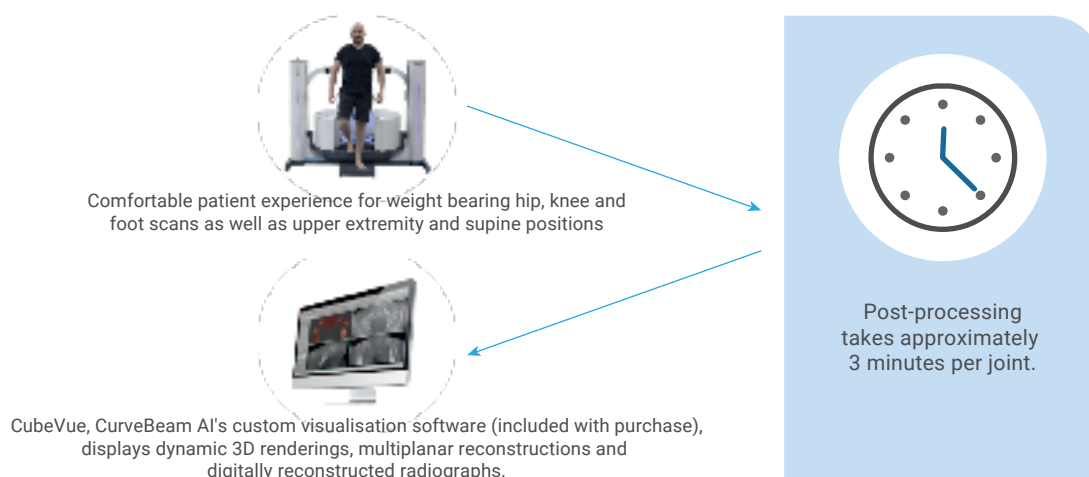 Comfortable patient experience for weight bearing hip, knee and
foot scans as well as upper extremity and supine positions
Post-processing
takes approximately
3 minutes per joint.
CubeVue, CurveBeam AI's custom visualisation software (included with purchase),
displays dynamic 3D renderings, multiplanar reconstructions and
digitally reconstructed radiographs.